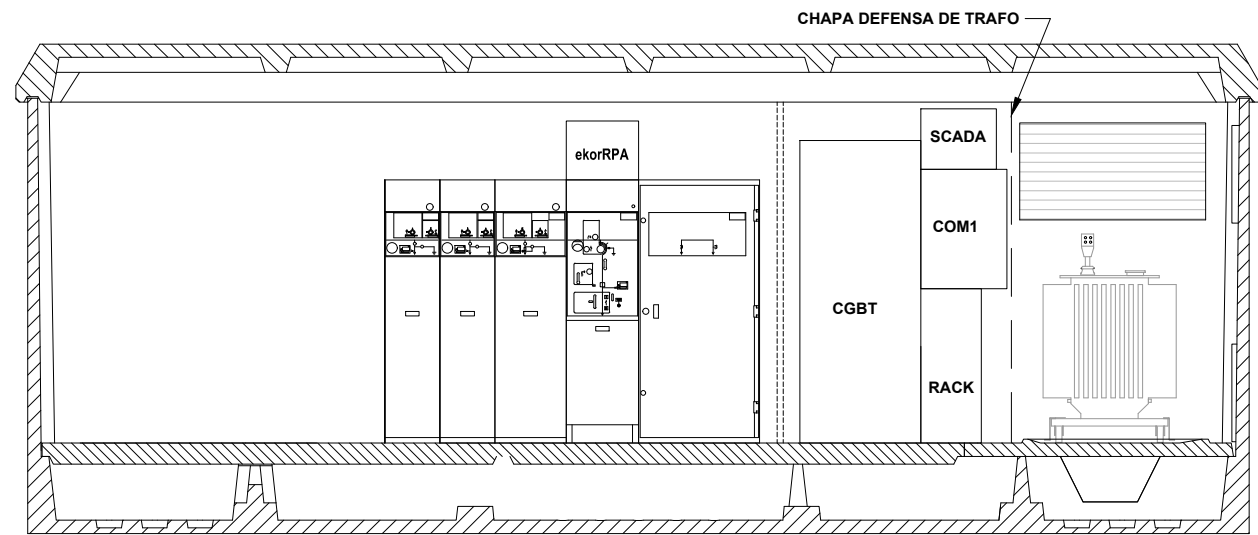 CHAPA DEFENSA DE TRAFO
SCADA
ekorRPA
COM1
CGBT
RACK